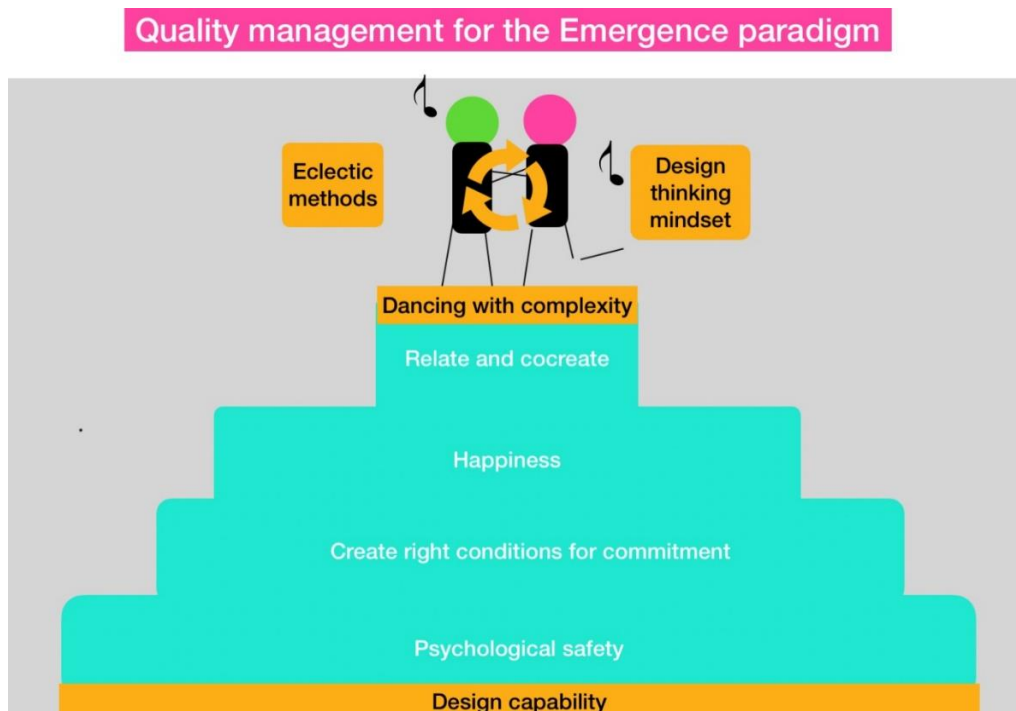 Quality management for the Emergence paradigm
Eclectic
methods
Design
thinking
mindset
Dancing with complexity
Relate and cocreate
Happiness
Create right conditions for commitment
Psychological safety
Design capability